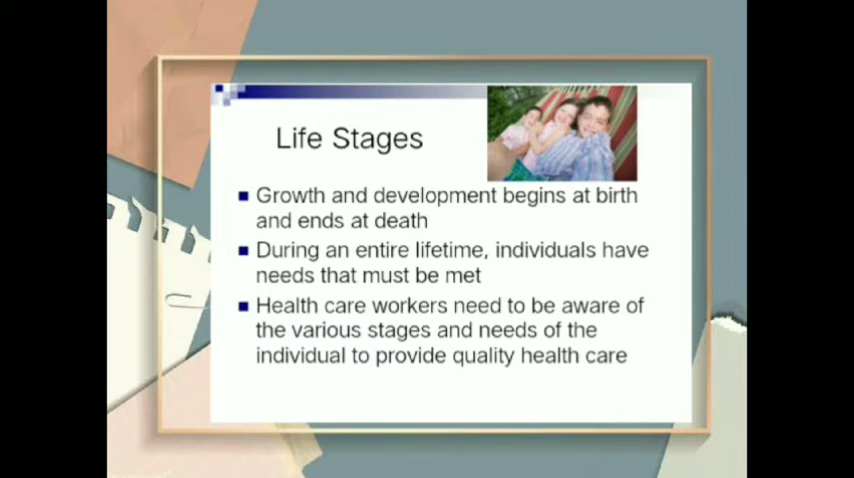 Life Stages
Growth and development begins at birth
and ends at death
During an entire lifetime, individuals have
needs that must be met
Health care workers need to be aware of
the various stages and needs of the
individual to provide quality health care